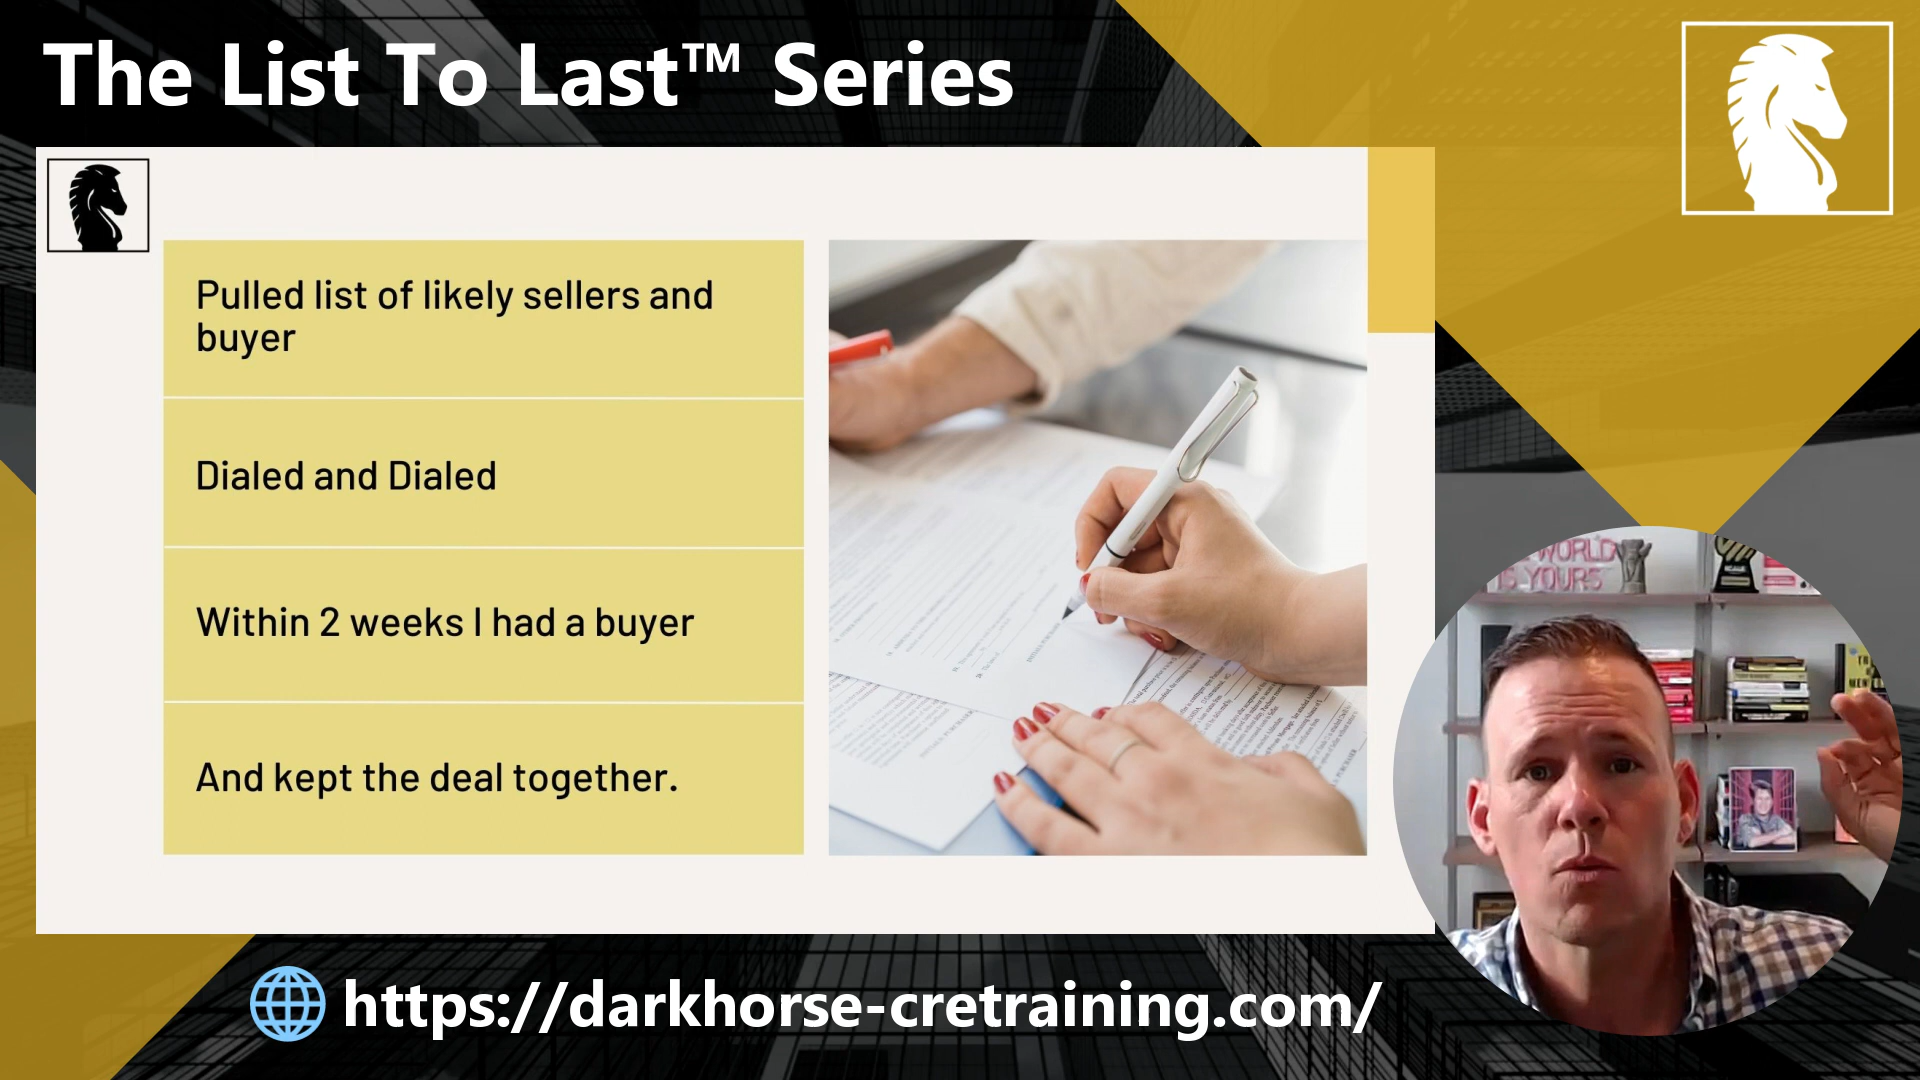 The List To Last™ Series
Pulled list of likely sellers and
buyer
Dialed and Dialed
Within 2 weeks I had a buyer
And kept the deal together.
WORLD
IS YOURS
https://darkhorse-cretraining.com/